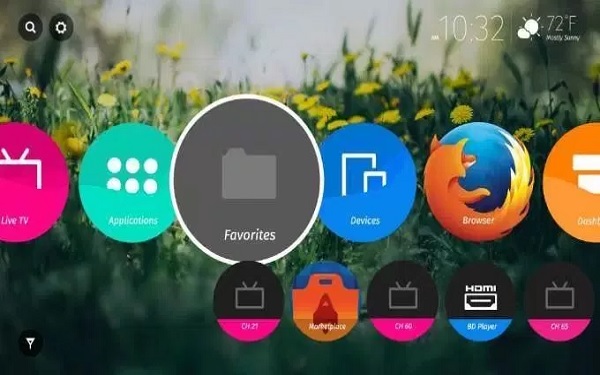 AM 10:32
72°F
Mostly Sunny
Live TV
Applications
Favorites
Devices
Browser
Dashb
CH 21
Marketplace
CH 60
HDMI
BD Player
CH 65